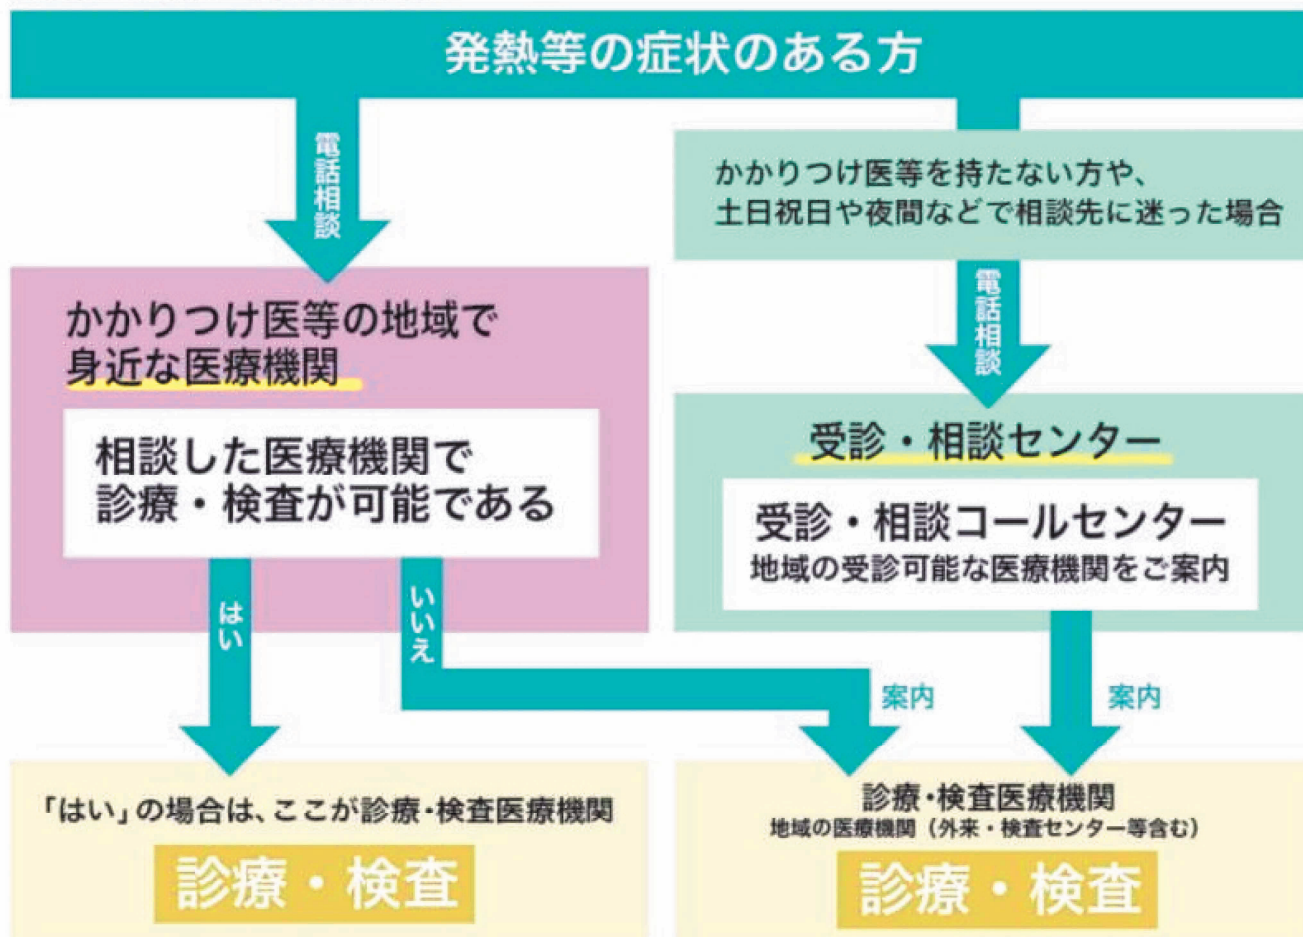 発熱等の症状のある方
電話相談
かかりつけ医等の地域で
身近な医療機関
相談した医療機関で
診療・検査が可能である
はい
いいえ
案内
「はい」の場合は、ここが診療・検査医療機関
診療・検査
かかりつけ医等を持たない方や、
土日祝日や夜間などで相談先に迷った場合
電話相談
受診・相談センター
受診・相談コールセンター
地域の受診可能な医療機関をご案内
案内
診療・検査医療機関
地域の医療機関（外来・検査センター等含む）
診療・検査